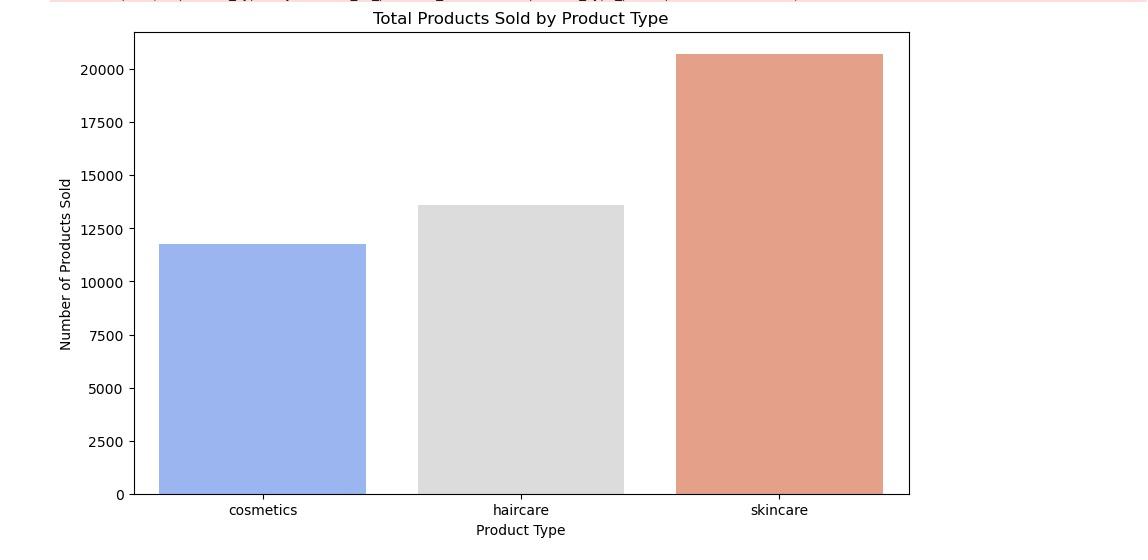 Total Products Sold by Product Type
20000
17500
15000
12500
10000
7500
5000
2500
0
Number of Products Sold
cosmetics
haircare
skincare
Product Type